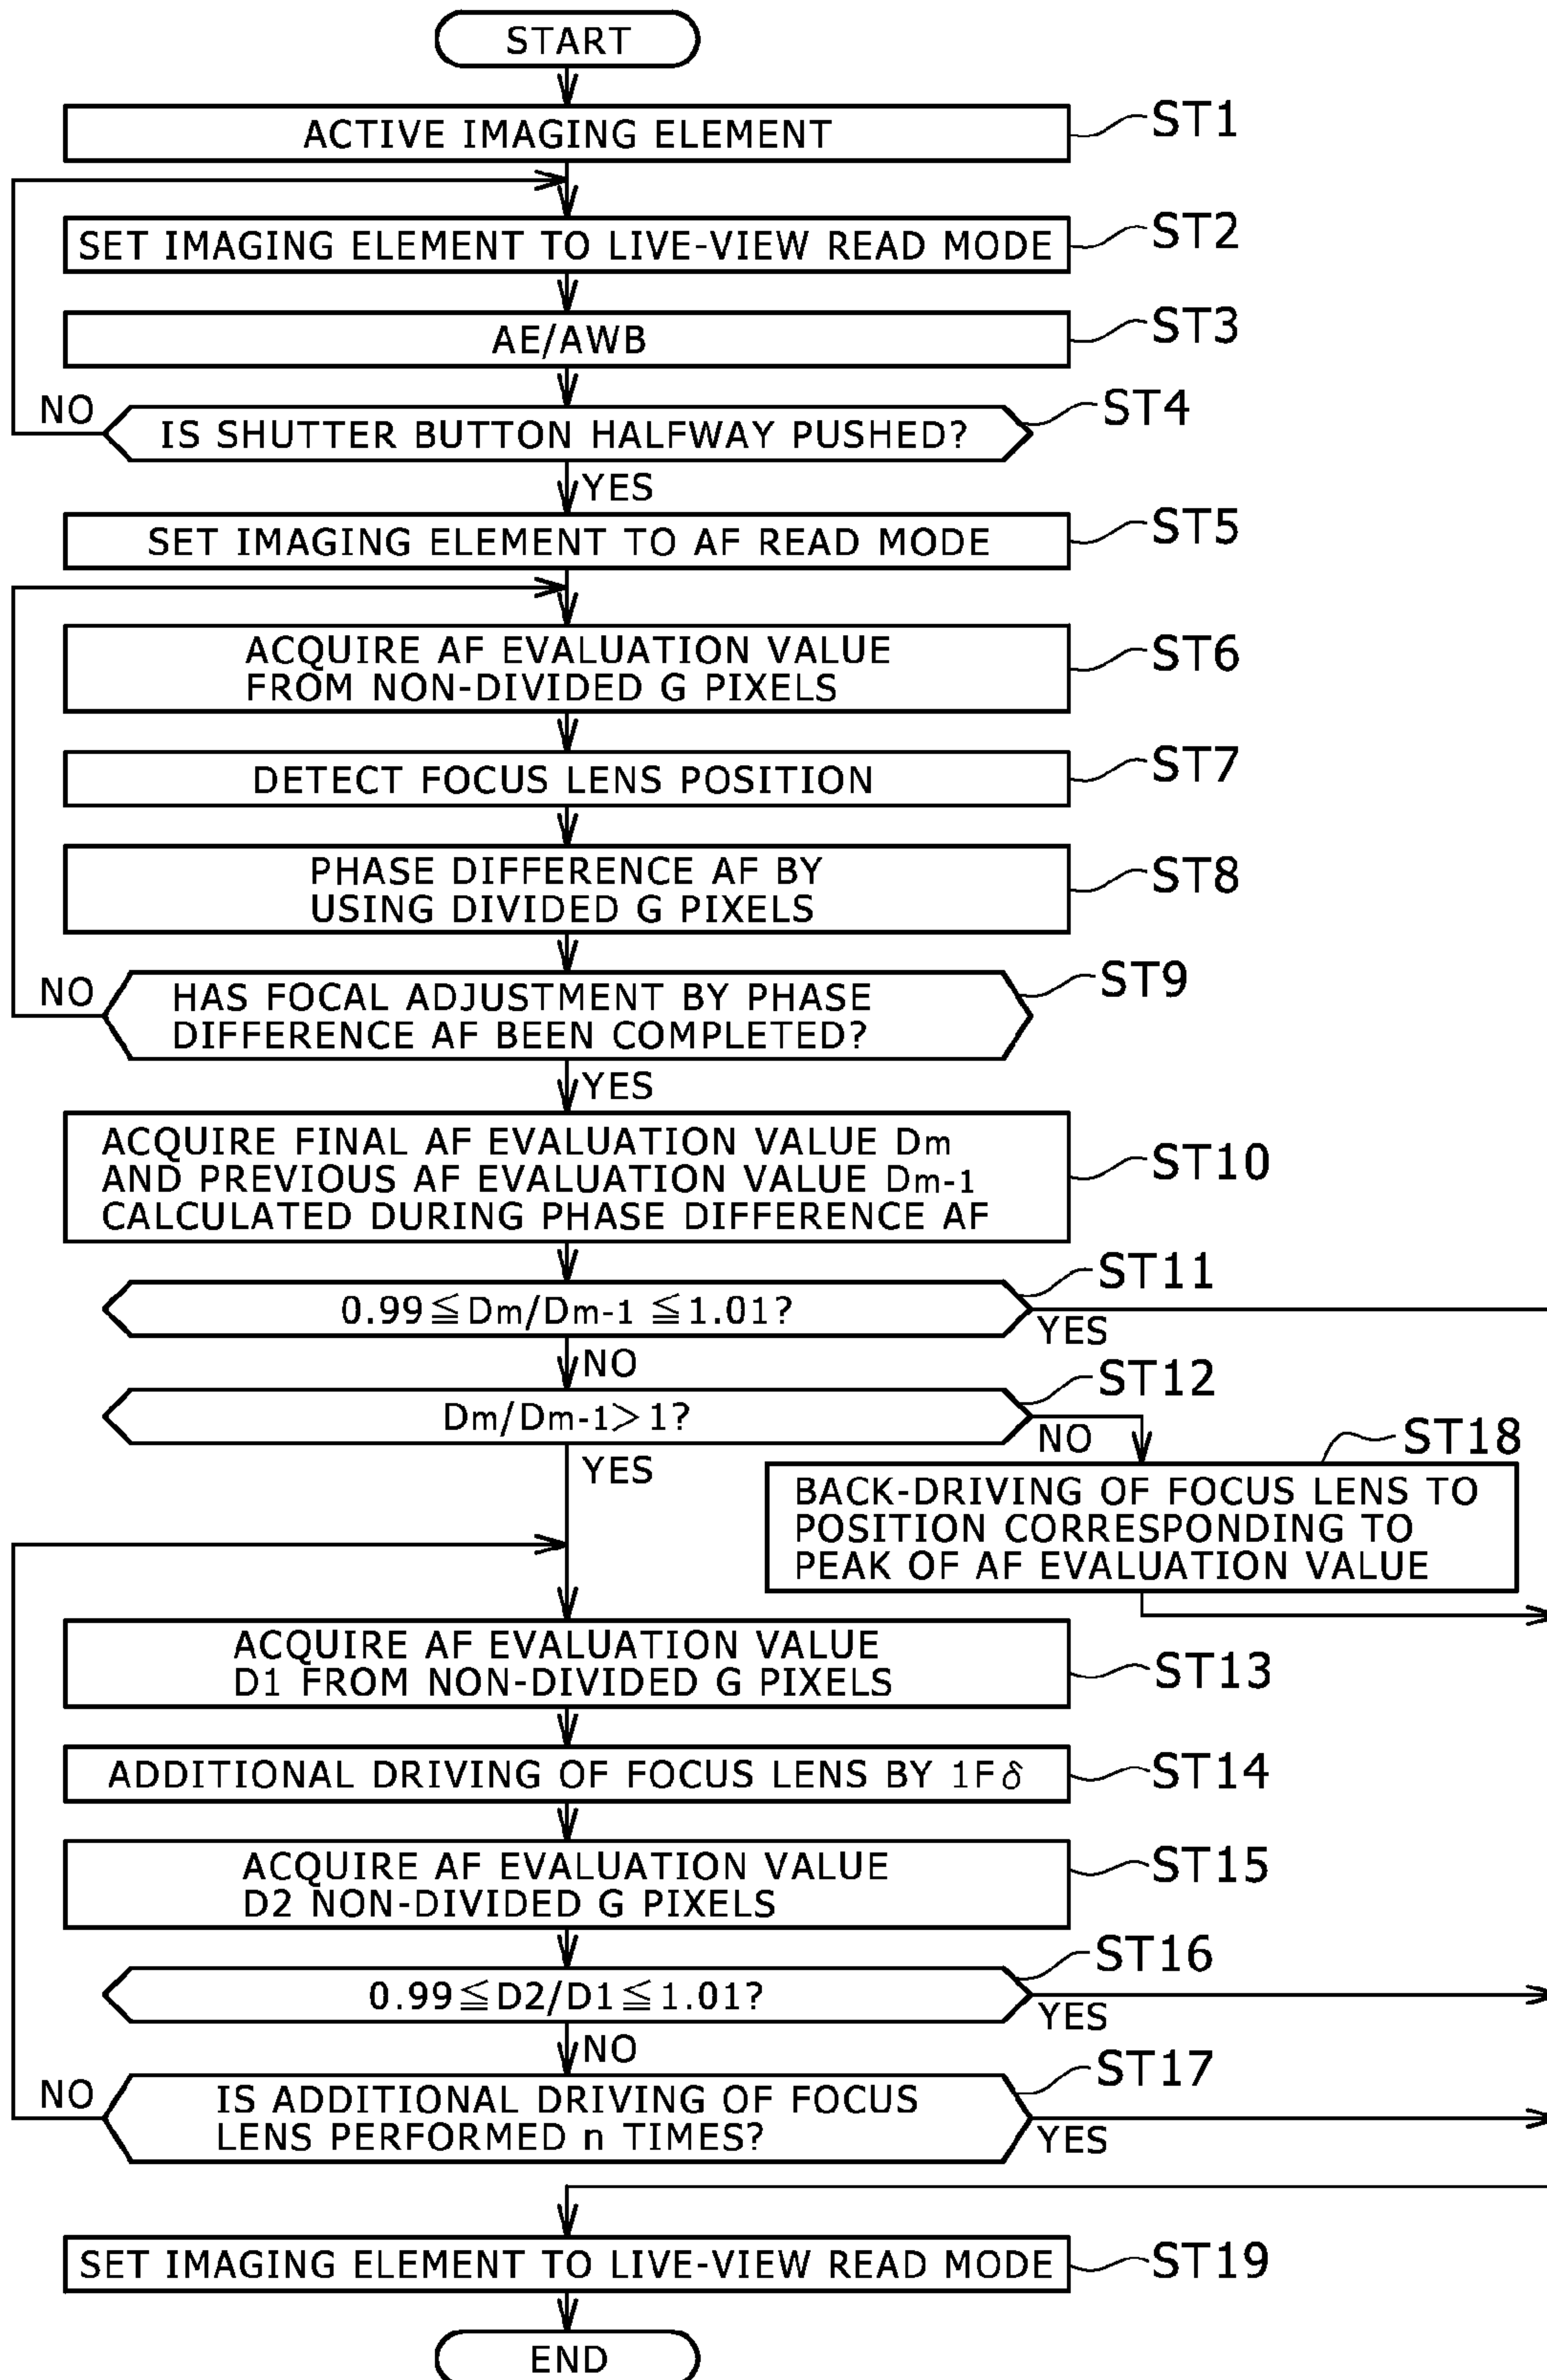 START
ACTIVE IMAGING ELEMENT
ST1
SET IMAGING ELEMENT TO LIVE-VIEW READ MODE
ST2
AE/AWB
ST3
NO
IS SHUTTER BUTTON HALFWAY PUSHED?
ST4
YES
SET IMAGING ELEMENT TO AF READ MODE
ST5
ACQUIRE AF EVALUATION VALUE
FROM NON-DIVIDED G PIXELS
ST6
DETECT FOCUS LENS POSITION
ST7
PHASE DIFFERENCE AF BY
USING DIVIDED G PIXELS
ST8
NO
HAS FOCAL ADJUSTMENT BY PHASE
DIFFERENCE AF BEEN COMPLETED?
ST9
YES
ACQUIRE FINAL AF EVALUATION VALUE Dm
AND PREVIOUS AF EVALUATION VALUE Dm-1
CALCULATED DURING PHASE DIFFERENCE AF
ST10
0.99≦Dm/Dm-1 ≦1.01?
ST11
YES
NO
Dm/Dm-1>1?
ST12
NO
YES
BACK-DRIVING OF FOCUS LENS TO
POSITION CORRESPONDING TO
PEAK OF AF EVALUATION VALUE
ST18
ACQUIRE AF EVALUATION VALUE
D1 FROM NON-DIVIDED G PIXELS
ST13
ADDITIONAL DRIVING OF FOCUS LENS BY 1Fδ
ST14
ACQUIRE AF EVALUATION VALUE
D2 NON-DIVIDED G PIXELS
ST15
0.99≦D2/D1≦1.01?
ST16
YES
NO
NO
IS ADDITIONAL DRIVING OF FOCUS
LENS PERFORMED n TIMES?
ST17
YES
SET IMAGING ELEMENT TO LIVE-VIEW READ MODE
ST19
END